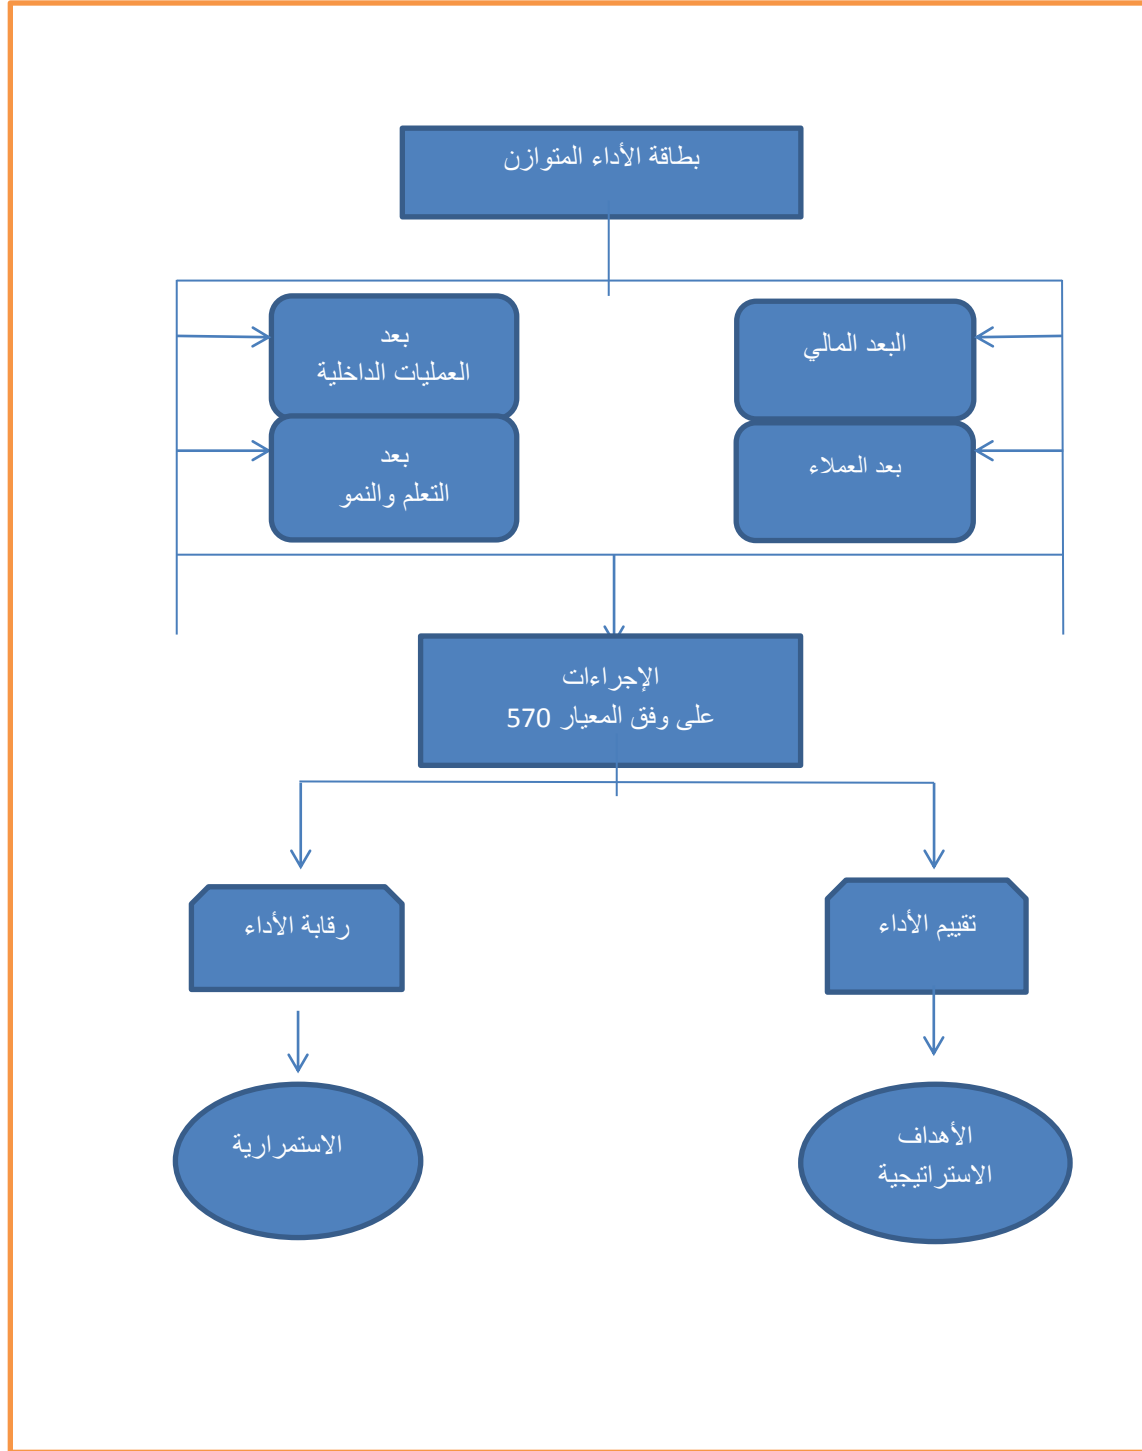 بطاقة الأداء المتوازن
البعد المالي
بعد
العمليات الداخلية
بعد العملاء
بعد
التعلم والنمو
الإجراءات
على وفق المعيار 570
تقييم الأداء
رقابة الأداء
الأهداف
الاستراتيجية
الاستمرارية